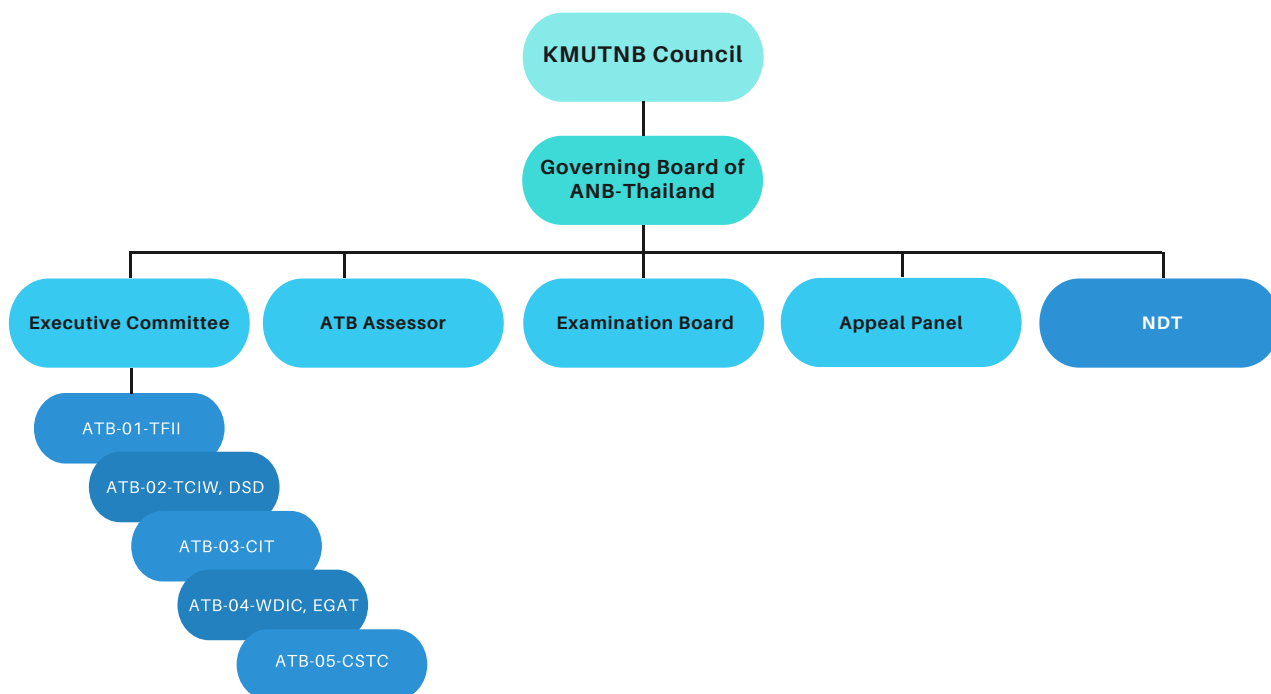 KMUTNB Council
Governing Board of
ANB-Thailand
Executive Committee
ATB Assessor
Examination Board
Appeal Panel
NDT
ATB-01-TFII
ATB-02-TCIW, DSD
ATB-03-CIT
ATB-04-WDIC, EGAT
ATB-05-CSTC